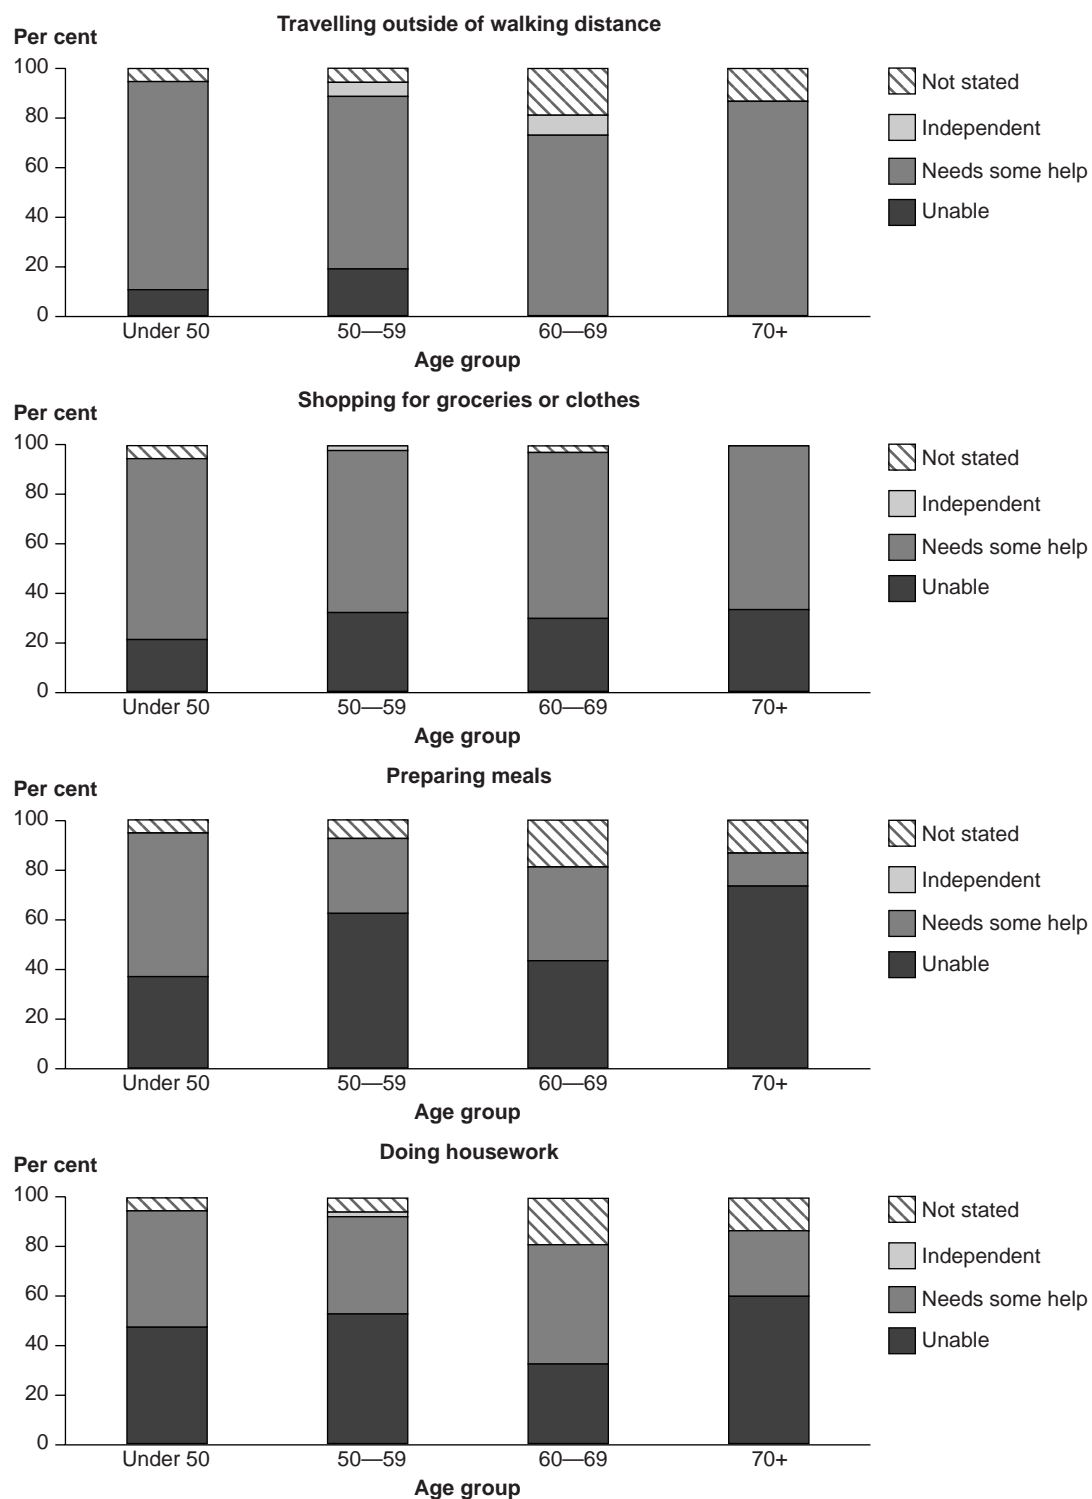 Travelling outside of walking distance
Per cent
100
80
60
40
20
0
Not stated
Independent
Needs some help
Unable
Under 50 50—59 60—69 70+
Age group
Shopping for groceries or clothes
Per cent
100
80
60
40
20
0
Not stated
Independent
Needs some help
Unable
Under 50 50—59 60—69 70+
Age group
Preparing meals
Per cent
100
80
60
40
20
0
Not stated
Independent
Needs some help
Unable
Under 50 50—59 60—69 70+
Age group
Doing housework
Per cent
100
80
60
40
20
0
Not stated
Independent
Needs some help
Unable
Under 50 50—59 60—69 70+
Age group